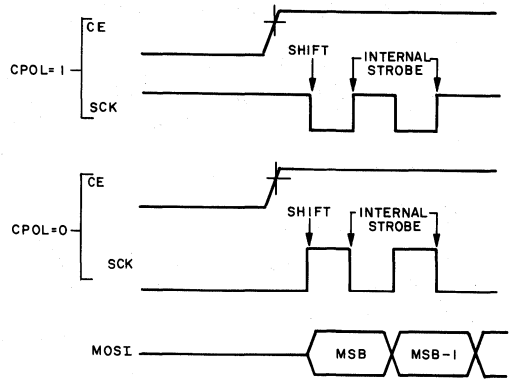 CE
SHIFT
INTERNAL
STROBE
CPOL=1
SCK
CE
SHIFT
INTERNAL
STROBE
CPOL=0
SCK
MOSI
MSB
MSB-1